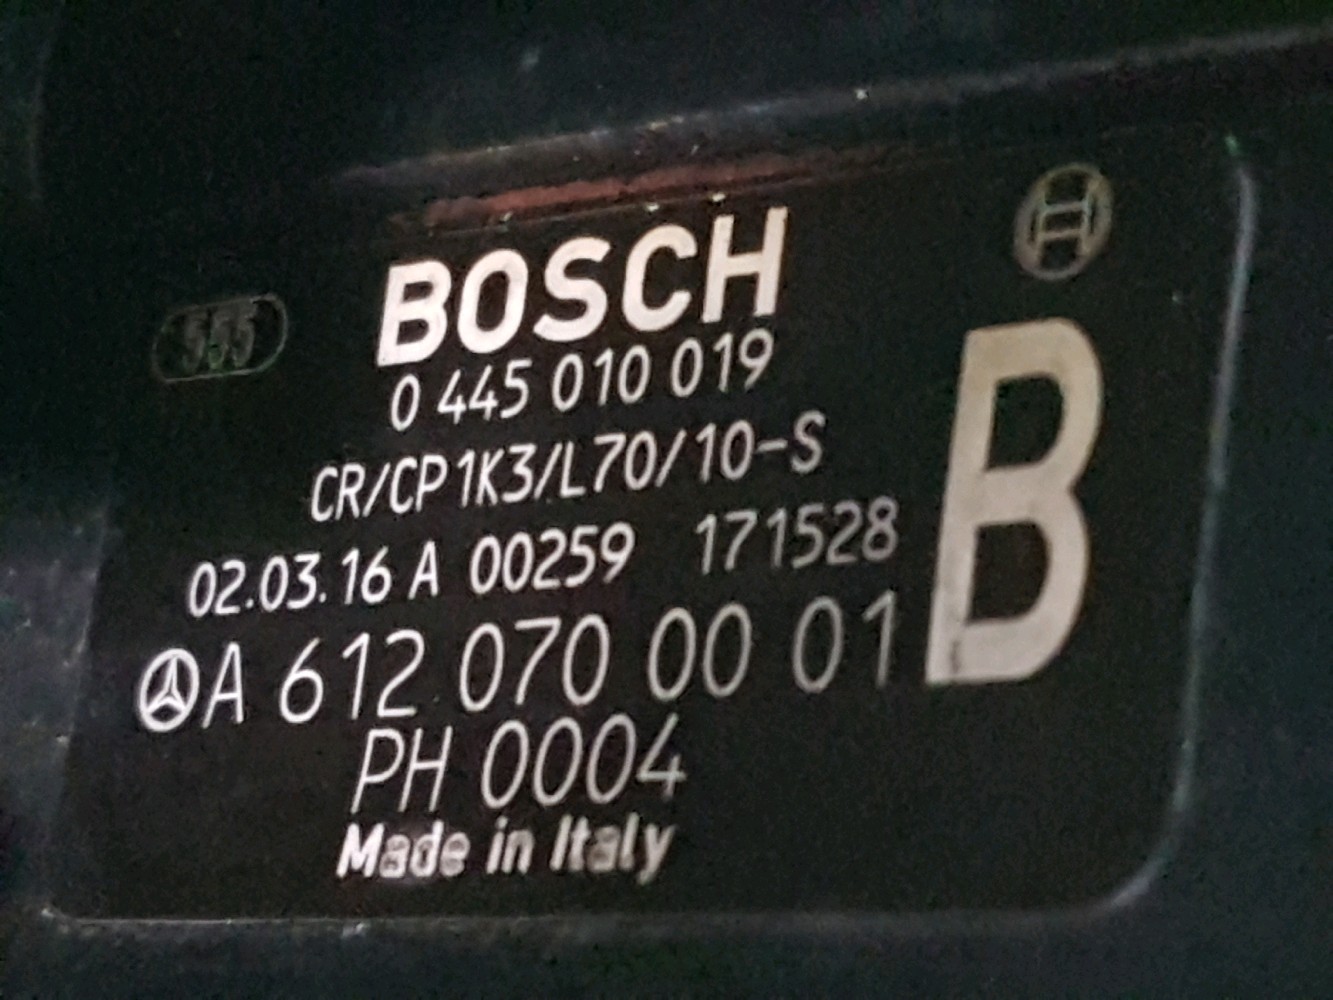 555
BOSCH
0 445 010 019
CR/CP1K3/L70/10-S
02.03.16 A 00259 171528
A 612 070 00 01
B
PH 0004
Made in Italy